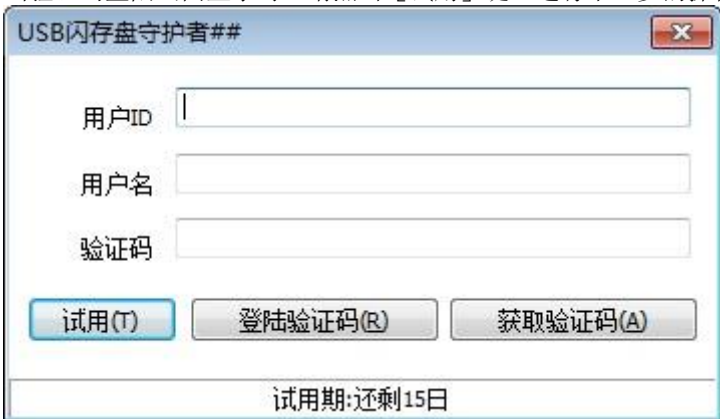 USB闪存盘守护者##
用户ID
用户名
验证码
试用(T) 登陆验证码(R) 获取验证码(A)
试用期:还剩15日